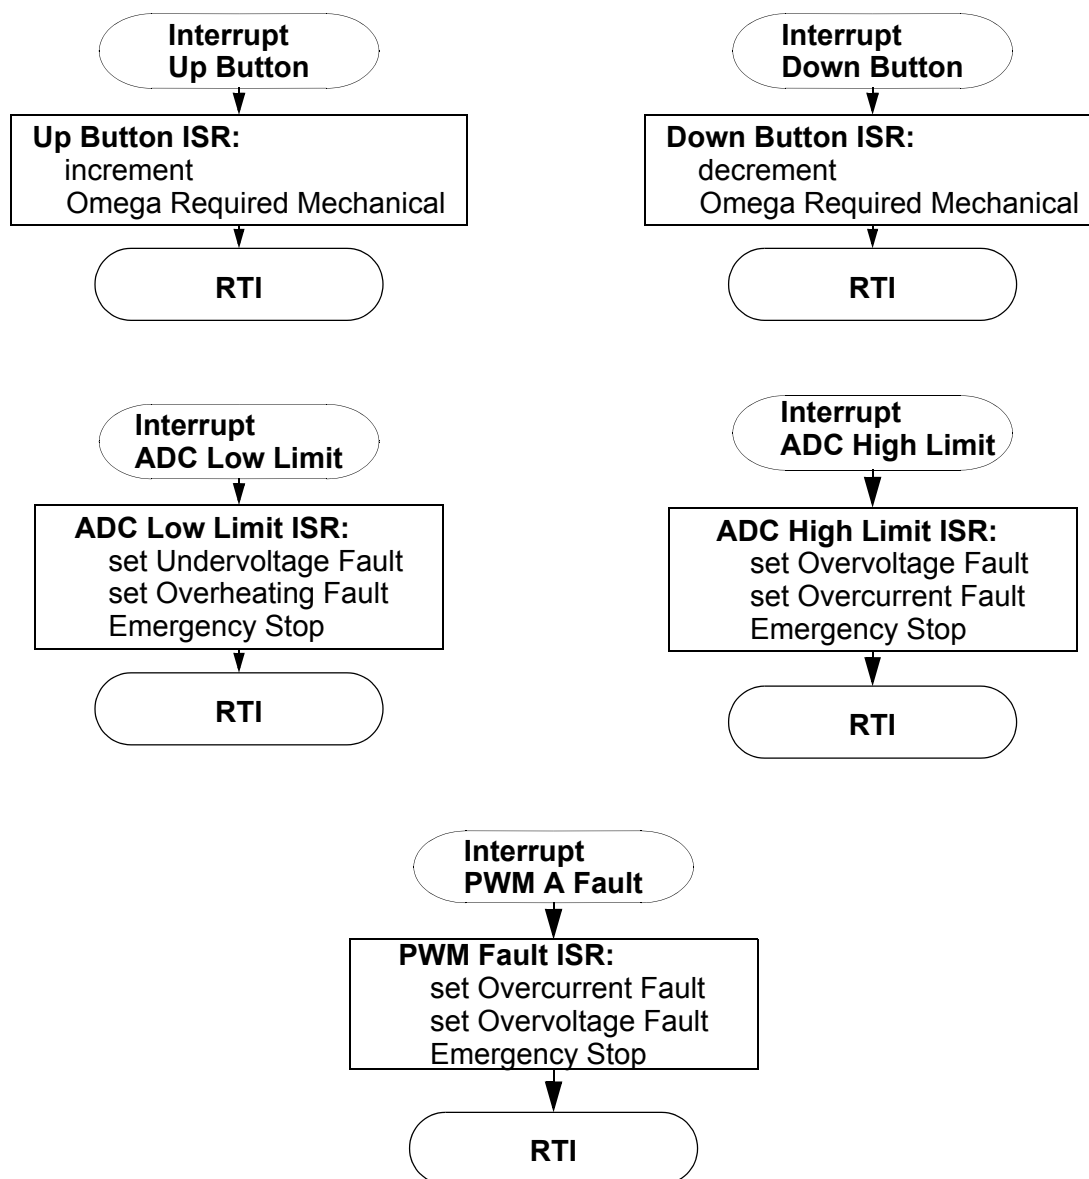 Interrupt
Up Button
Up Button ISR:
increment
Omega Required Mechanical
RTI
Interrupt
Down Button
Down Button ISR:
decrement
Omega Required Mechanical
RTI
Interrupt
ADC Low Limit
ADC Low Limit ISR:
set Undervoltage Fault
set Overheating Fault
Emergency Stop
RTI
Interrupt
ADC High Limit
ADC High Limit ISR:
set Overvoltage Fault
set Overcurrent Fault
Emergency Stop
RTI
Interrupt
PWM A Fault
PWM Fault ISR:
set Overcurrent Fault
set Overvoltage Fault
Emergency Stop
RTI